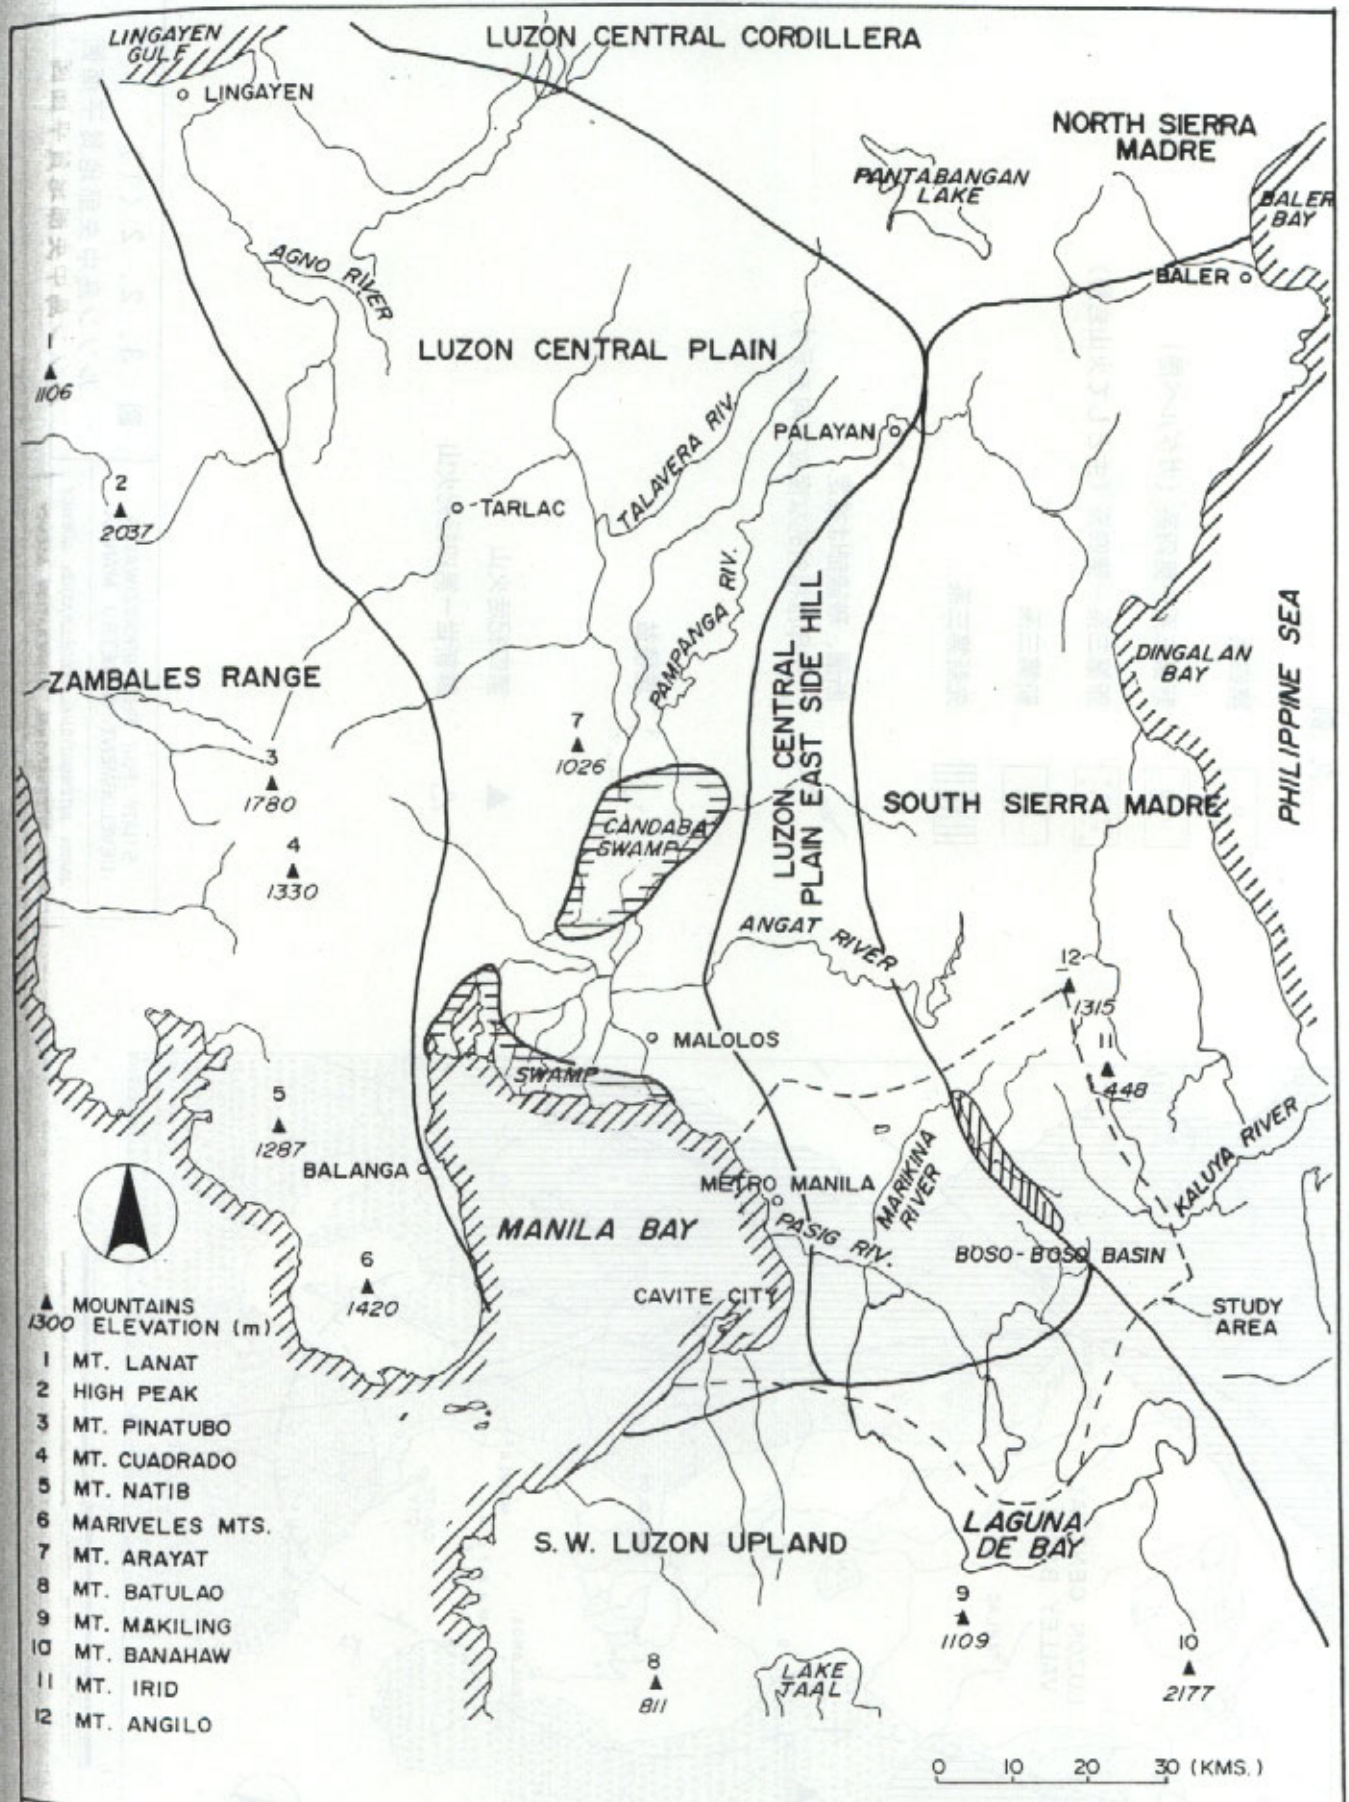 LINGAYEN
GULF
LUZON CENTRAL CORDILLERA
LINGAYEN
NORTH SIERRA
MADRE
PANTABANGAN
LAKE
BALER
BAY
BALER
AGNO RIVER
LUZON CENTRAL PLAIN
1
1106
TALAVERA RIV.
PALAYAN
2
2037
TARLAC
PAMPANGA RIV.
LUZON CENTRAL
PLAIN EAST SIDE HILL
PHILIPPINE SEA
DINGALAN
BAY
ZAMBALES RANGE
7
1026
3
1780
SOUTH SIERRA MADRE
CANDABA
SWAMP
4
1330
ANGAT RIVER
12
1315
MALOLOS
11
448
SWAMP
5
1287
BALANGA
METRO MANILA
MARIKINA
RIVER
KALUYA RIVER
MANILA BAY
PASIG RIV.
BOSO-BOSO BASIN
6
1420
CAVITE CITY
STUDY
AREA
MOUNTAINS
1300 ELEVATION (m)
1 MT. LANAT
2 HIGH PEAK
3 MT. PINATUBO
4 MT. CUADRADO
5 MT. NATIB
6 MARIVELES MTS.
7 MT. ARAYAT
8 MT. BATULAO
9 MT. MAKILING
10 MT. BANAHAW
11 MT. IRID
12 MT. ANGILO
S.W. LUZON UPLAND
LAGUNA
DE BAY
9
1109
8
811
LAKE
TAAL
10
2177
0 10 20 30 (KMS.)